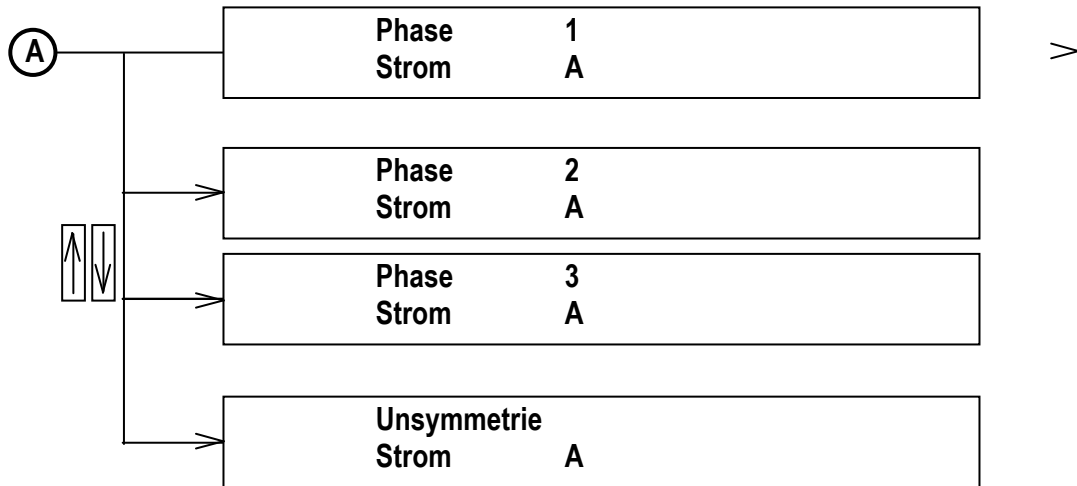 A
Phase 1
Strom A
Phase 2
Strom A
Phase 3
Strom A
Unsymmetrie
Strom A